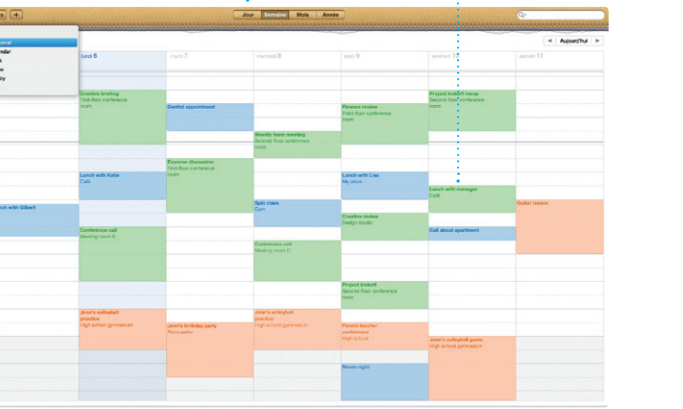 +
Jour Semaine Mois Année
Aujourd'hui
lundi 6
mardi 7
mercredi 8
jeudi 9
vendredi 10
samedi 11
Creative briefing
First-floor conference
room
Dentist appointment
Weekly team meeting
Second floor conference
room
Finance review
Third floor conference
room
Project kickoff recap
Second floor conference
room
Expense discussion
First-floor conference
room
Lunch with Katie
Cafe
Lunch with Lisa
My place
Lunch with manager
Café
Guitar lesson
ch with Gilbert
Spin class
Gym
Creative review
Design studio
Call about apartment
Conference call
Meeting room B
Conference call
Meeting room D
Project kickoff
Second floor conference
room
Jenn's volleyball
practice
High school gymnasium
Jenn's birthday party
Pizza parlor
Jenn's volleyball
practice
High school gymnasium
Parent-teacher
conference
High school
Jenn's volleyball game
High school gymnasium
Movie night